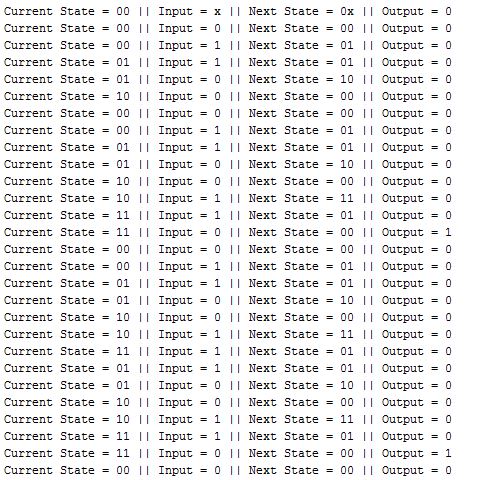 Current State = 00 || Input = x || Next State = 0x || Output = 0
Current State = 00 || Input = 0 || Next State = 00 || Output = 0
Current State = 00 || Input = 1 || Next State = 01 || Output = 0
Current State = 01 || Input = 1 || Next State = 01 || Output = 0
Current State = 01 || Input = 0 || Next State = 10 || Output = 0
Current State = 10 || Input = 0 || Next State = 00 || Output = 0
Current State = 00 || Input = 0 || Next State = 00 || Output = 0
Current State = 00 || Input = 1 || Next State = 01 || Output = 0
Current State = 01 || Input = 1 || Next State = 01 || Output = 0
Current State = 01 || Input = 0 || Next State = 10 || Output = 0
Current State = 10 || Input = 0 || Next State = 00 || Output = 0
Current State = 10 || Input = 1 || Next State = 11 || Output = 0
Current State = 11 || Input = 1 || Next State = 01 || Output = 0
Current State = 11 || Input = 0 || Next State = 00 || Output = 1
Current State = 00 || Input = 0 || Next State = 00 || Output = 0
Current State = 00 || Input = 1 || Next State = 01 || Output = 0
Current State = 01 || Input = 1 || Next State = 01 || Output = 0
Current State = 01 || Input = 0 || Next State = 10 || Output = 0
Current State = 10 || Input = 0 || Next State = 00 || Output = 0
Current State = 10 || Input = 1 || Next State = 11 || Output = 0
Current State = 11 || Input = 1 || Next State = 01 || Output = 0
Current State = 01 || Input = 1 || Next State = 01 || Output = 0
Current State = 01 || Input = 0 || Next State = 10 || Output = 0
Current State = 10 || Input = 0 || Next State = 00 || Output = 0
Current State = 10 || Input = 1 || Next State = 11 || Output = 0
Current State = 11 || Input = 1 || Next State = 01 || Output = 0
Current State = 11 || Input = 0 || Next State = 00 || Output = 1
Current State = 00 || Input = 0 || Next State = 00 || Output = 0